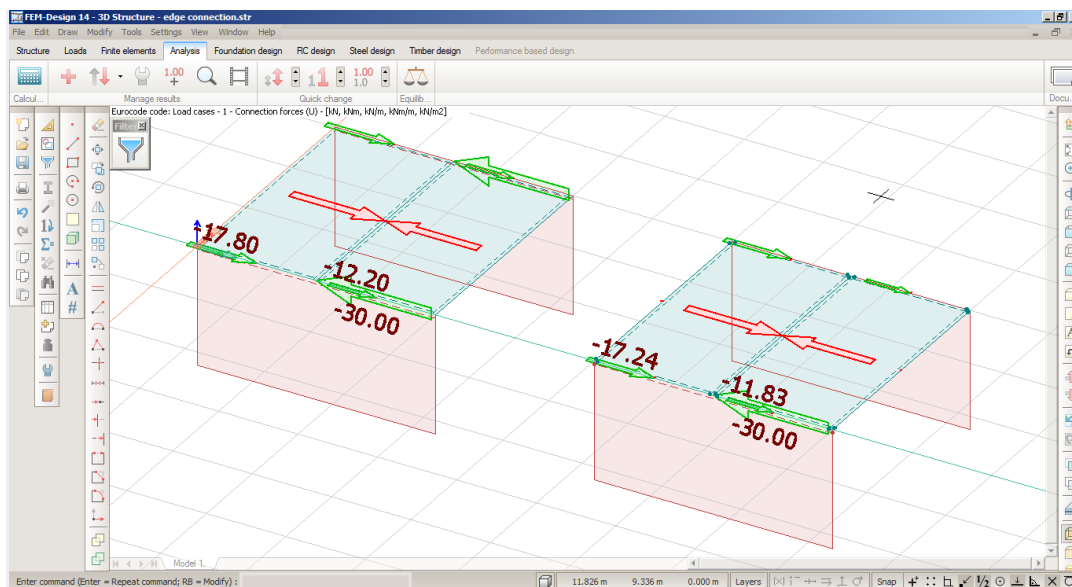 FEM-Design 14 - 3D Structure - edge connection.str
File Edit Draw Modify Tools Settings View Window Help
Structure Loads Finite elements Analysis Foundation design RC design Steel design Timber design Performance based design
1.00
1.00
1.0
Calcul... Manage results Quick change Equilib... Docu...
Eurocode code: Load cases - 1 - Connection forces (U) - [kN, kNm, kN/m, kNm/m, kN/m2]
Filter
-17.80
-12.20
-30.00
-17.24
-11.83
-30.00
Model 1
Enter command (Enter = Repeat command; RB = Modify) : 11.826 m 9.336 m 0.000 m Layers Snap